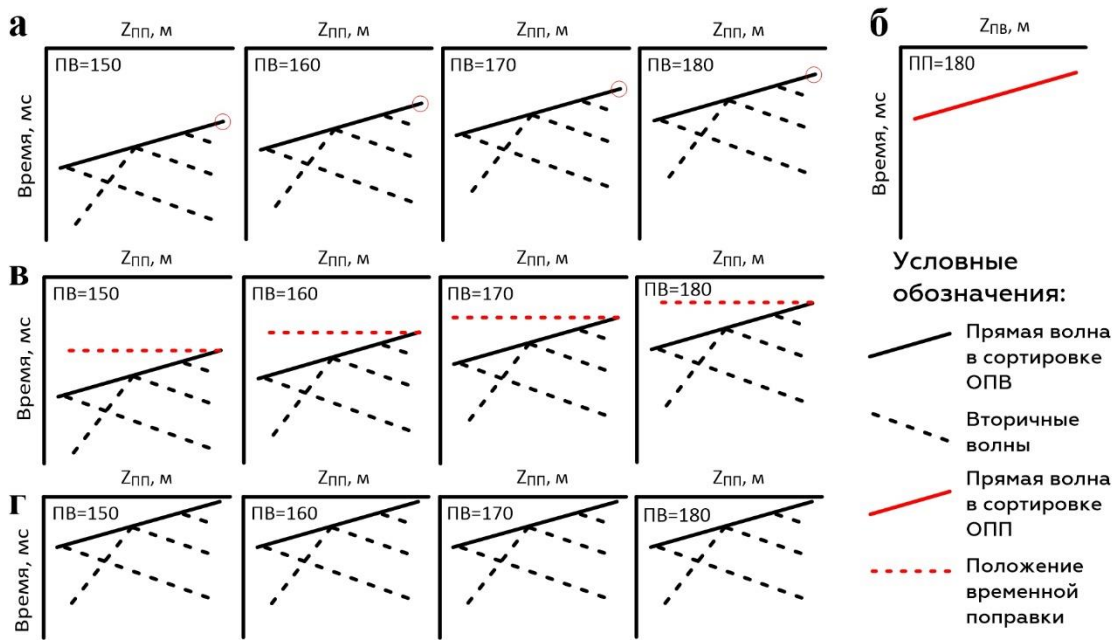 а
Zпп, м Zпп, м Zпп, м Zпп, м
Время, мс
ПВ=150 ПВ=160 ПВ=170 ПВ=180
б
Zпв, м
Время, мс
ПП=180
в
Zпп, м Zпп, м Zпп, м Zпп, м
Время, мс
ПВ=150 ПВ=160 ПВ=170 ПВ=180
г
Zпп, м Zпп, м Zпп, м Zпп, м
Время, мс
ПВ=150 ПВ=160 ПВ=170 ПВ=180
Условные
обозначения:
Прямая волна
в сортировке
ОПВ
Вторичные
волны
Прямая волна
в сортировке
ОПП
Положение
временной
поправки